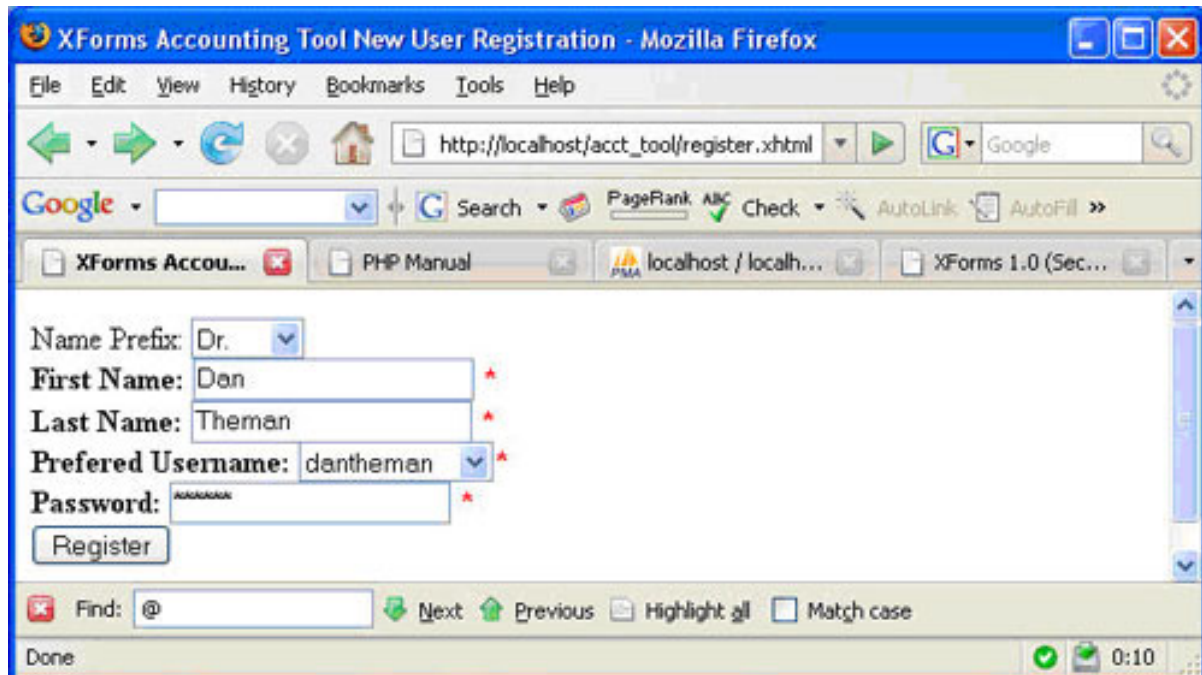 XForms Accounting Tool New User Registration - Mozilla Firefox
File Edit View History Bookmarks Tools Help
http://localhost/acct_tool/register.xhtml G Google
Google G Search PageRank ABC Check AutoLink AutoFill »
XForms Accou... PHP Manual PMA localhost / localh... XForms 1.0 (Sec...
Name Prefix: Dr.
First Name: Dan *
Last Name: Theman *
Prefered Username: dantheman *
Password: ****** *
Register
Find: @ Next Previous Highlight all Match case
Done 0:10